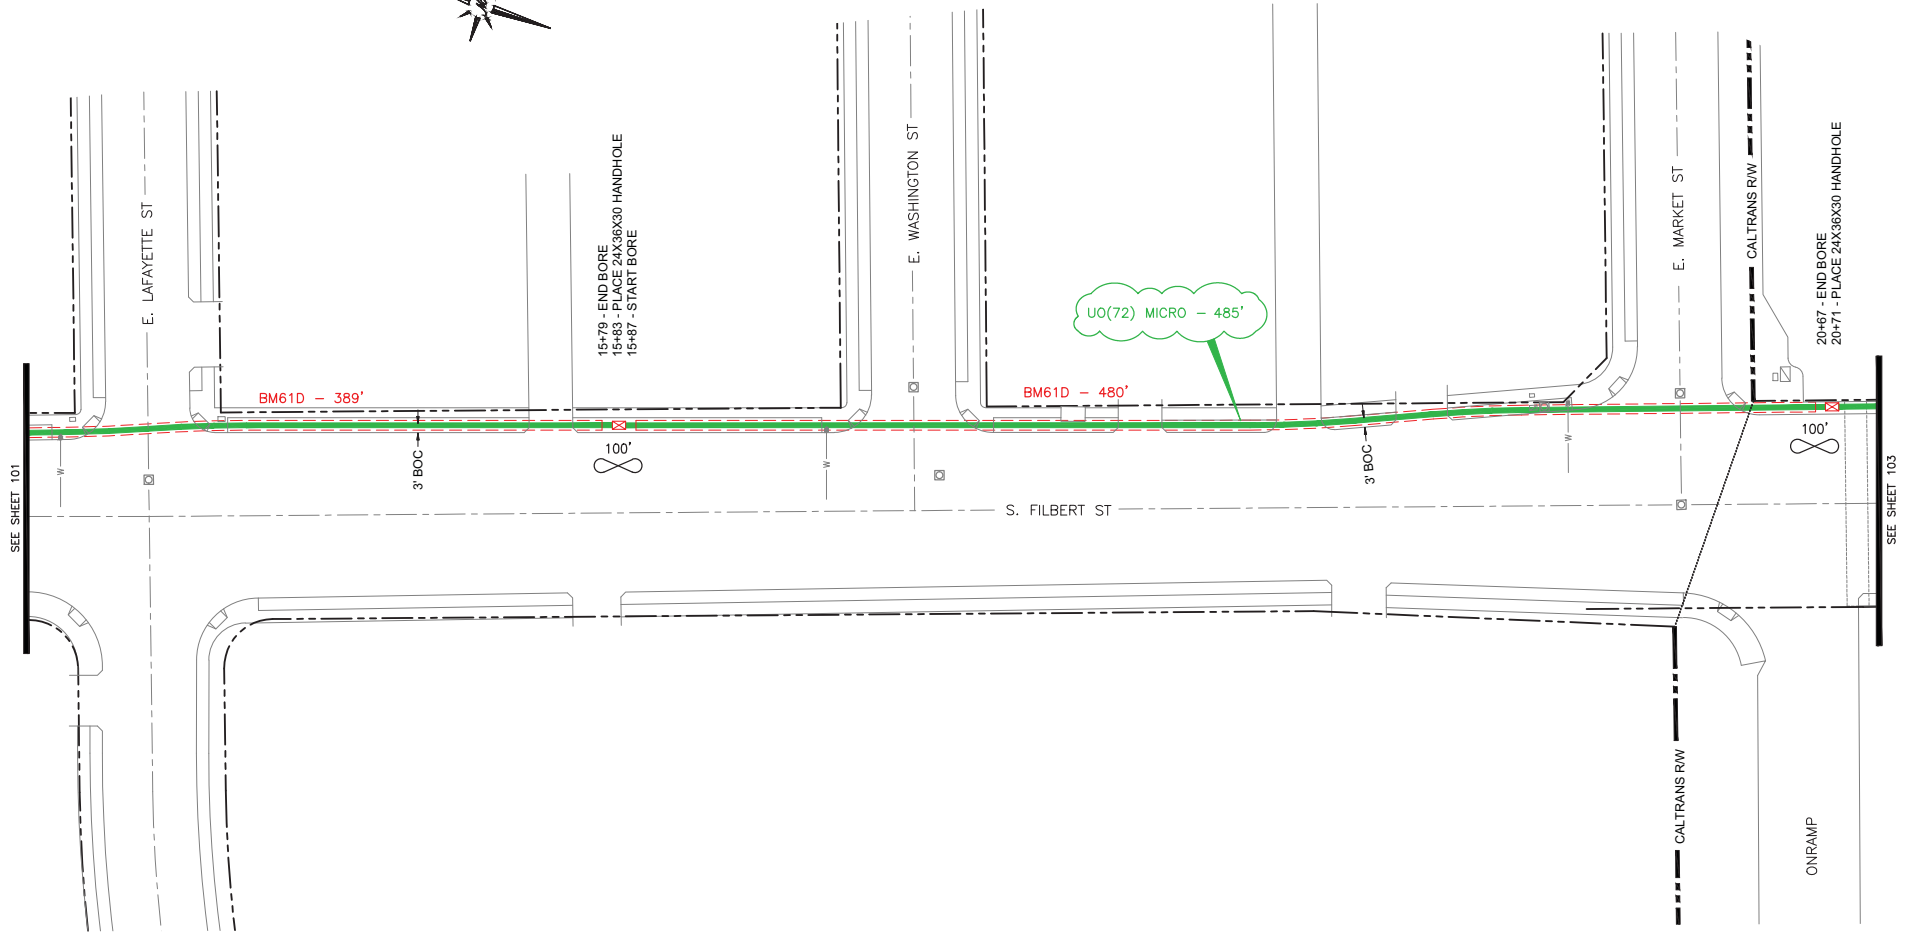 E. LAFAYETTE ST
15+79 - END BORE
15+83 - PLACE 24X36X30 HANDHOLE
15+87 - START BORE
E. WASHINGTON ST
UO(72) MICRO - 485'
E. MARKET ST
CALTRANS R/W
20+67 - END BORE
20+71 - PLACE 24X36X30 HANDHOLE
BM61D - 389'
BM61D - 480'
SEE SHEET 101
W
3' BOC
100'
W
3' BOC
W
100'
SEE SHEET 103
S. FILBERT ST
CALTRANS R/W
ONRAMP